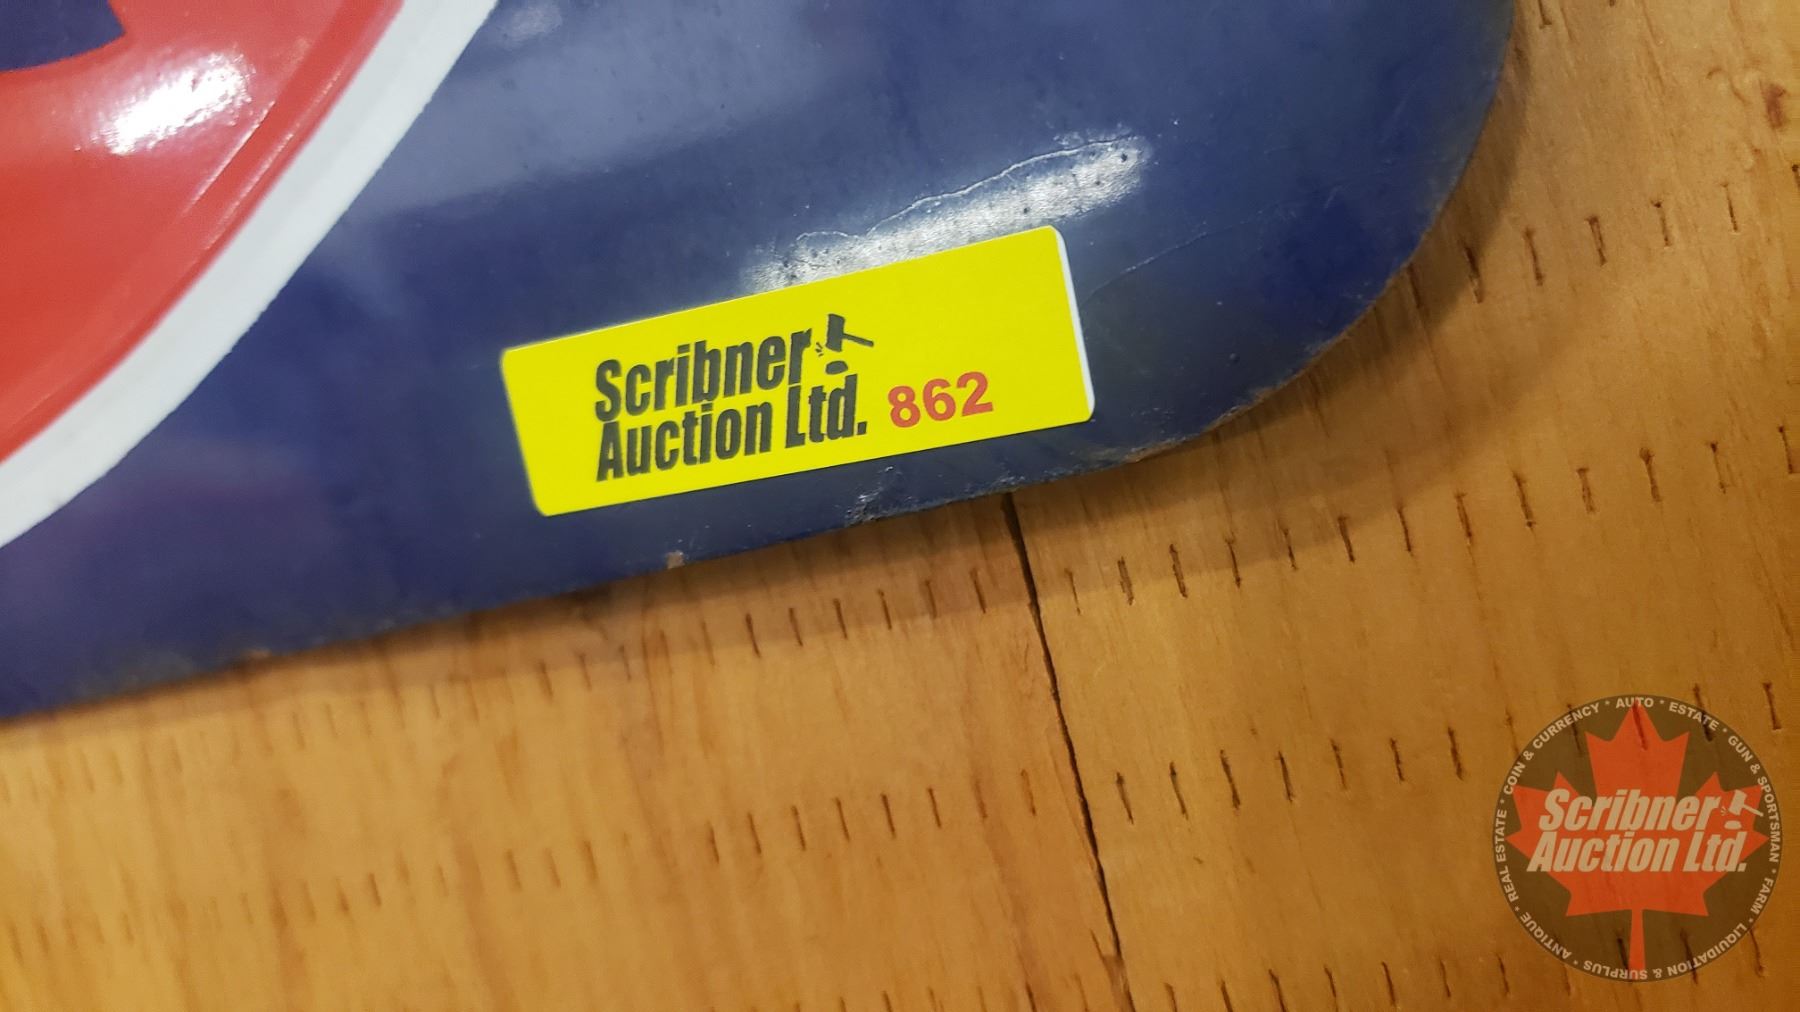 Scribner
Auction Ltd. 862
COIN & CURRENCY * AUTO * ESTATE * GUN & SPORTSMAN * FARM * LIQUIDATION & SURPLUS * ANTIQUE * REAL ESTATE *
Scribner
Auction Ltd.